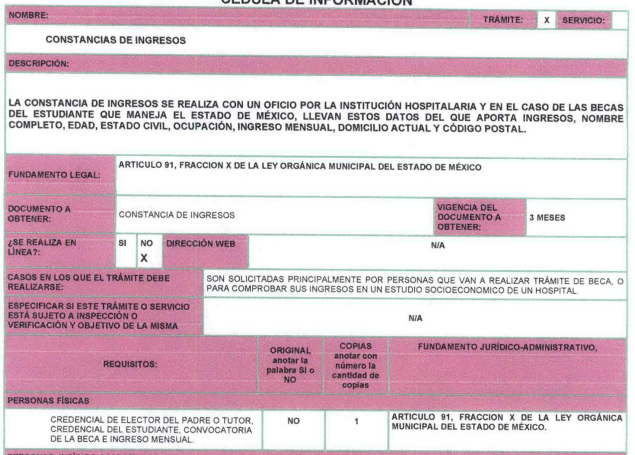 CÉDULA DE INFORMACIÓN
NOMBRE: TRÁMITE: X SERVICIO:
CONSTANCIAS DE INGRESOS
DESCRIPCIÓN:
LA CONSTANCIA DE INGRESOS SE REALIZA CON UN OFICIO POR LA INSTITUCIÓN HOSPITALARIA Y EN EL CASO DE LAS BECAS
DEL ESTUDIANTE QUE MANEJA EL ESTADO DE MÉXICO, LLEVAN ESTOS DATOS DEL QUE APORTA INGRESOS, NOMBRE
COMPLETO, EDAD, ESTADO CIVIL, OCUPACIÓN, INGRESO MENSUAL, DOMICILIO ACTUAL Y CÓDIGO POSTAL.
FUNDAMENTO LEGAL:
ARTICULO 91, FRACCION X DE LA LEY ORGÁNICA MUNICIPAL DEL ESTADO DE MÉXICO
DOCUMENTO A
OBTENER:
CONSTANCIA DE INGRESOS
VIGENCIA DEL
DOCUMENTO A
OBTENER:
3 MESES
¿SE REALIZA EN
LÍNEA?:
SI
NO
X
DIRECCIÓN WEB
N/A
CASOS EN LOS QUE EL TRÁMITE DEBE
REALIZARSE:
SON SOLICITADAS PRINCIPALMENTE POR PERSONAS QUE VAN A REALIZAR TRÁMITE DE BECA, O
PARA COMPROBAR SUS INGRESOS EN UN ESTUDIO SOCIOECONOMICO DE UN HOSPITAL.
ESPECIFICAR SI ESTE TRÁMITE O SERVICIO
ESTÁ SUJETO A INSPECCIÓN O
VERIFICACIÓN Y OBJETIVO DE LA MISMA
N/A
REQUISITOS:
ORIGINAL
anotar la
palabra SI o
NO
COPIAS
anotar con
número la
cantidad de
copias
FUNDAMENTO JURÍDICO-ADMINISTRATIVO,
PERSONAS FÍSICAS
CREDENCIAL DE ELECTOR DEL PADRE O TUTOR,
CREDENCIAL DEL ESTUDIANTE, CONVOCATORIA
DE LA BECA E INGRESO MENSUAL.
NO
1
ARTICULO 91, FRACCION X DE LA LEY ORGÁNICA
MUNICIPAL DEL ESTADO DE MÉXICO.